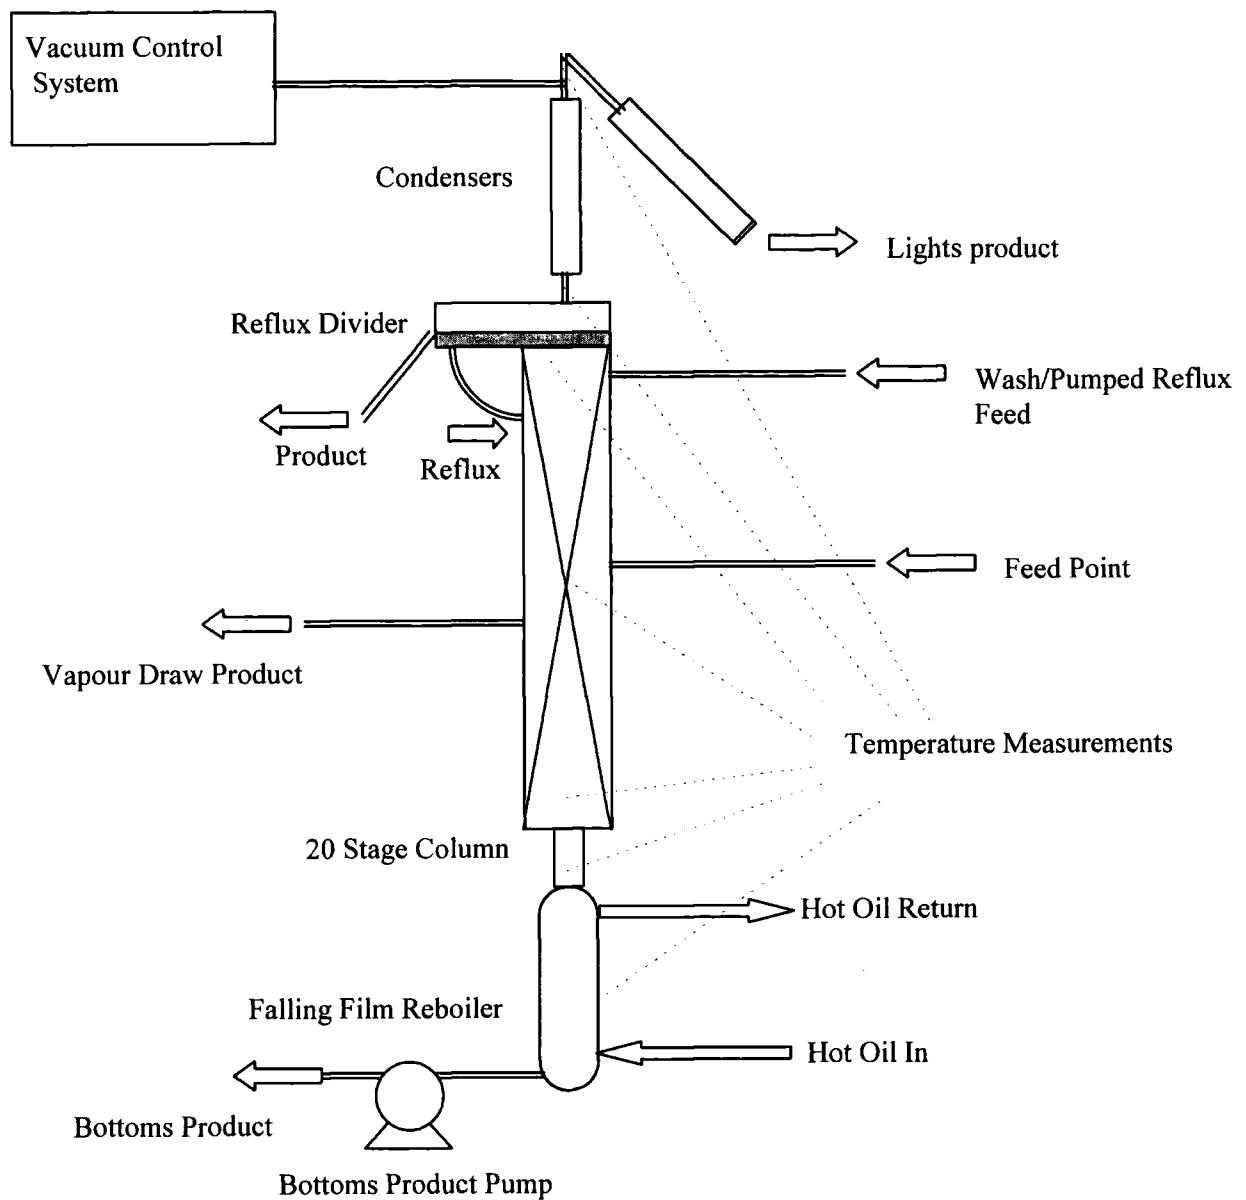 Vacuum Control
System
Condensers
Lights product
Reflux Divider
Wash/Pumped Reflux
Feed
Product
Reflux
Feed Point
Vapour Draw Product
Temperature Measurements
20 Stage Column
Hot Oil Return
Falling Film Reboiler
Hot Oil In
Bottoms Product
Bottoms Product Pump